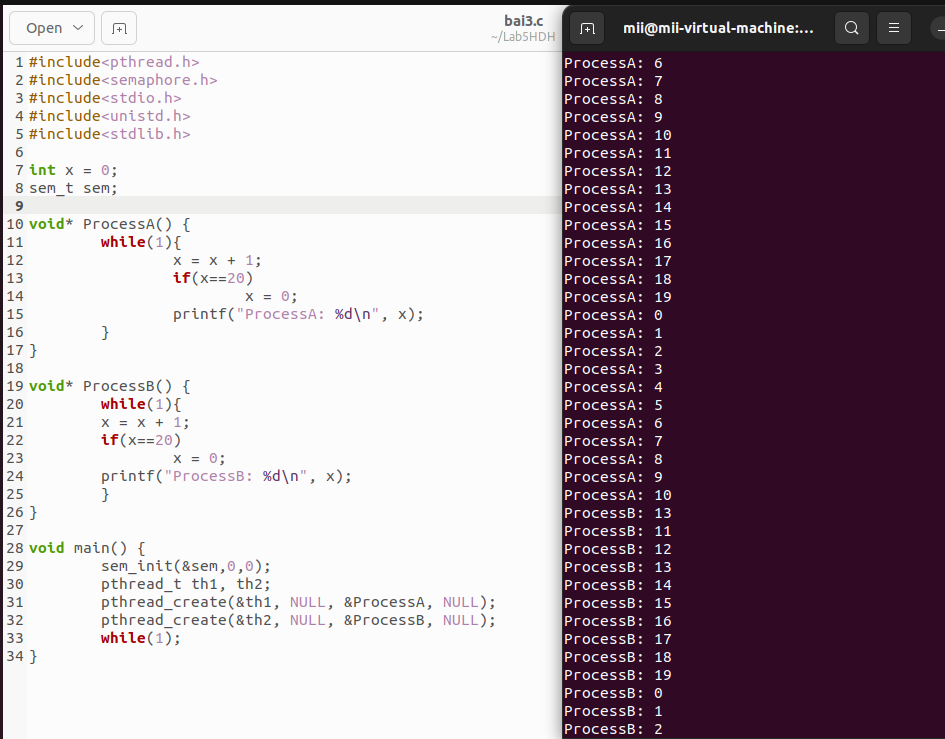 Open
bai3.c
~/Lab5HDH
1 #include<pthread.h>
2 #include<semaphore.h>
3 #include<stdio.h>
4 #include<unistd.h>
5 #include<stdlib.h>
6
7 int x = 0;
8 sem_t sem;
9
10 void* ProcessA() {
11 while(1){
12 x = x + 1;
13 if(x==20)
14 x = 0;
15 printf("ProcessA: %d\n", x);
16 }
17 }
18
19 void* ProcessB() {
20 while(1){
21 x = x + 1;
22 if(x==20)
23 x = 0;
24 printf("ProcessB: %d\n", x);
25 }
26 }
27
28 void main() {
29 sem_init(&sem,0,0);
30 pthread_t th1, th2;
31 pthread_create(&th1, NULL, &ProcessA, NULL);
32 pthread_create(&th2, NULL, &ProcessB, NULL);
33 while(1);
34 }
mii@mii-virtual-machine:...
ProcessA: 6
ProcessA: 7
ProcessA: 8
ProcessA: 9
ProcessA: 10
ProcessA: 11
ProcessA: 12
ProcessA: 13
ProcessA: 14
ProcessA: 15
ProcessA: 16
ProcessA: 17
ProcessA: 18
ProcessA: 19
ProcessA: 0
ProcessA: 1
ProcessA: 2
ProcessA: 3
ProcessA: 4
ProcessA: 5
ProcessA: 6
ProcessA: 7
ProcessA: 8
ProcessA: 9
ProcessA: 10
ProcessB: 13
ProcessB: 11
ProcessB: 12
ProcessB: 13
ProcessB: 14
ProcessB: 15
ProcessB: 16
ProcessB: 17
ProcessB: 18
ProcessB: 19
ProcessB: 0
ProcessB: 1
ProcessB: 2